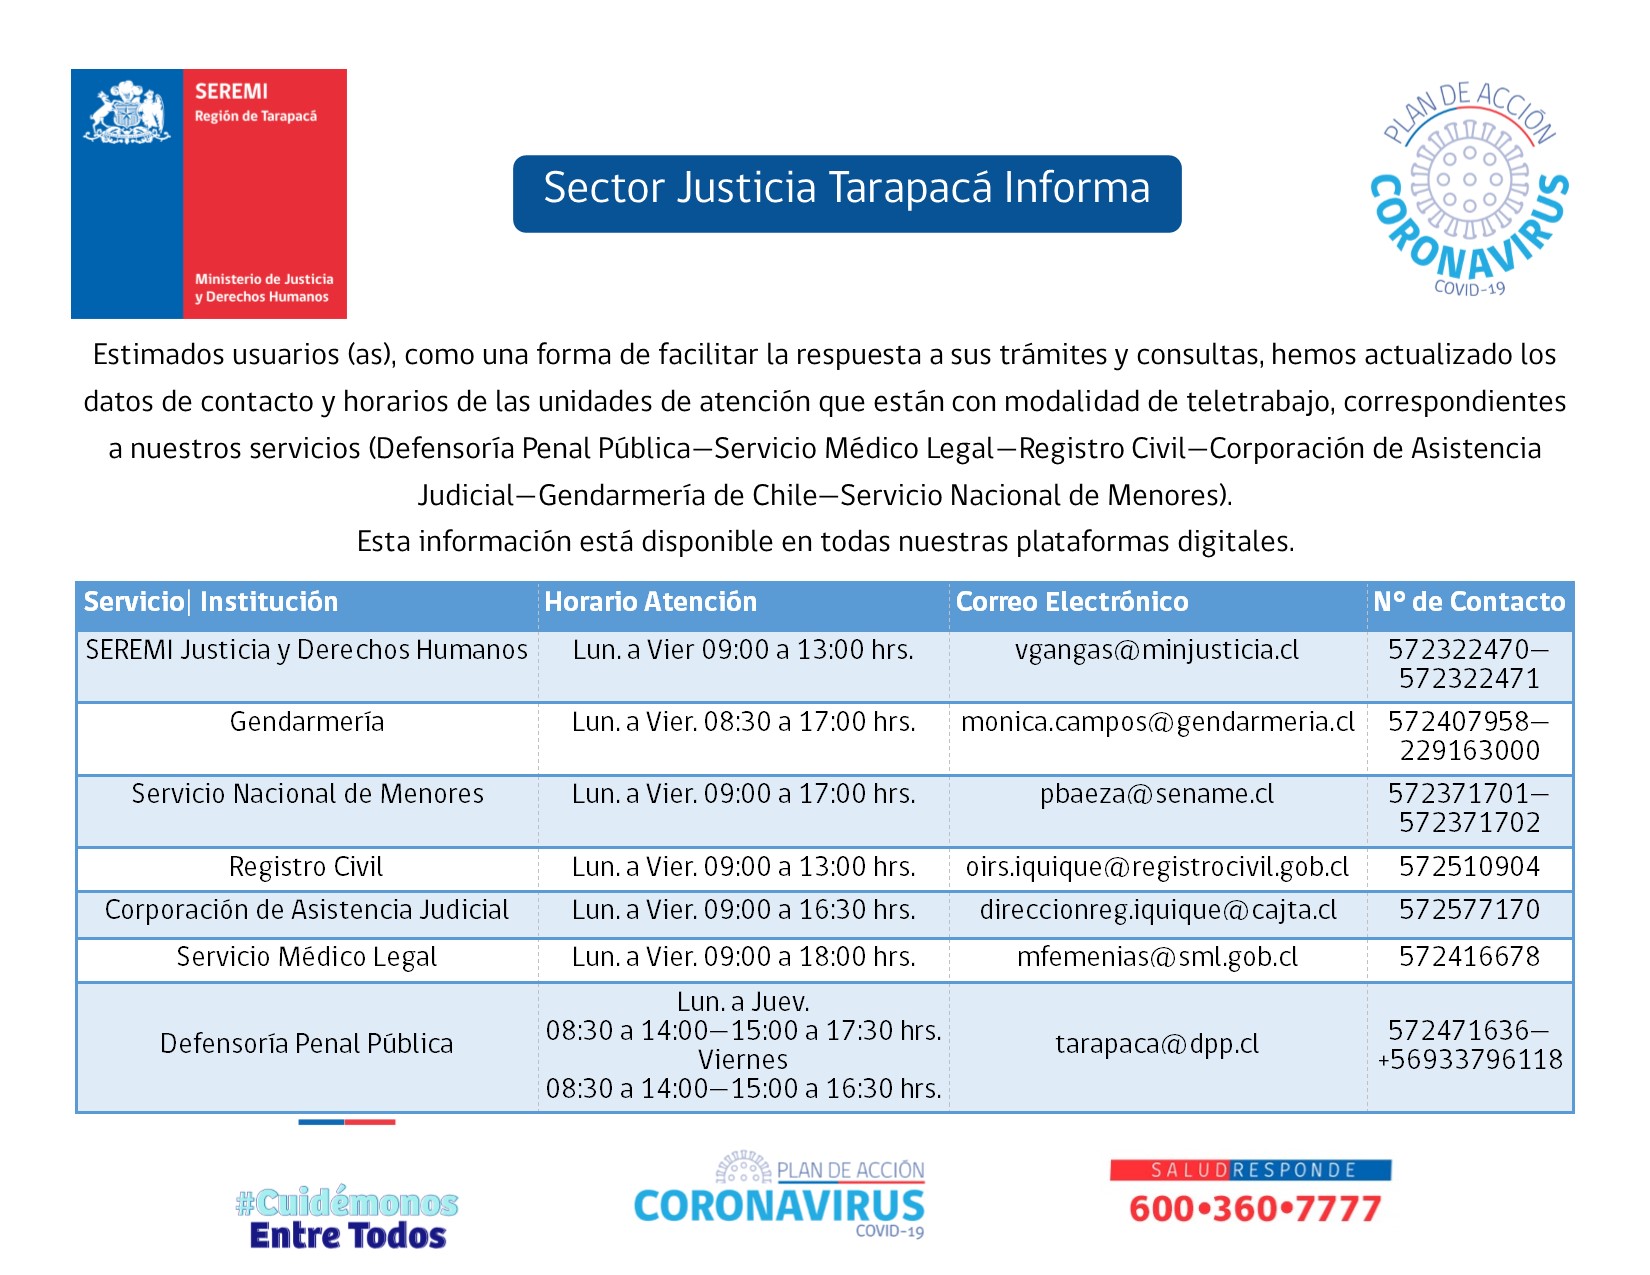 SEREMI
Región de Tarapacá
Ministerio de Justicia
y Derechos Humanos
Sector Justicia Tarapacá Informa
PLAN DE ACCIÓN
CORONAVIRUS
COVID-19
Estimados usuarios (as), como una forma de facilitar la respuesta a sus trámites y consultas, hemos actualizado los
datos de contacto y horarios de las unidades de atención que están con modalidad de teletrabajo, correspondientes
a nuestros servicios (Defensoría Penal Pública—Servicio Médico Legal—Registro Civil—Corporación de Asistencia
Judicial—Gendarmería de Chile—Servicio Nacional de Menores).
Esta información está disponible en todas nuestras plataformas digitales.
Servicio| Institución Horario Atención Correo Electrónico N° de Contacto
SEREMI Justicia y Derechos Humanos Lun. a Vier 09:00 a 13:00 hrs. vgangas@minjusticia.cl 572322470—
572322471
Gendarmería Lun. a Vier. 08:30 a 17:00 hrs. monica.campos@gendarmeria.cl 572407958—
229163000
Servicio Nacional de Menores Lun. a Vier. 09:00 a 17:00 hrs. pbaeza@sename.cl 572371701—
572371702
Registro Civil Lun. a Vier. 09:00 a 13:00 hrs. oirs.iquique@registrocivil.gob.cl 572510904
Corporación de Asistencia Judicial Lun. a Vier. 09:00 a 16:30 hrs. direccionreg.iquique@cajta.cl 572577170
Servicio Médico Legal Lun. a Vier. 09:00 a 18:00 hrs. mfemenias@sml.gob.cl 572416678
Defensoría Penal Pública
Lun. a Juev.
08:30 a 14:00—15:00 a 17:30 hrs.
Viernes
08:30 a 14:00—15:00 a 16:30 hrs.
tarapaca@dpp.cl
572471636—
+56933796118
#Cuidémonos
Entre Todos
PLAN DE ACCIÓN
CORONAVIRUS
COVID-19
SALUDRESPONDE
600•360•7777